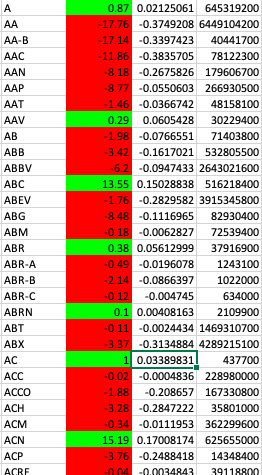 A 0.87 0.02125061 645319200
AA -17.76 -0.3749208 6449104200
AA-B -17.14 -0.3397423 40441700
AAC -11.86 -0.3835705 78122300
AAN -8.18 -0.2675826 179606700
AAP -8.77 -0.0550603 266930500
AAT -1.46 -0.0366742 48158100
AAV 0.29 0.0605428 30229400
AB -1.98 -0.0766551 71403800
ABB -3.42 -0.1617021 532805500
ABBV -6.2 -0.0947433 2643021600
ABC 13.55 0.15028838 516218400
ABEV -1.76 -0.2829582 3915345800
ABG -8.48 -0.1116965 82930400
ABM -0.18 -0.0062827 72539400
ABR 0.38 0.05612999 37916900
ABR-A -0.49 -0.0196078 1243100
ABR-B -2.14 -0.0866397 1022000
ABR-C -0.12 -0.004745 634000
ABRN 0.1 0.00408163 2109900
ABT -0.11 -0.0024434 1469310700
ABX -3.37 -0.3134884 4289215100
AC 1 0.03389831 437700
ACC -0.02 -0.0004836 228980000
ACCO -1.88 -0.208657 167330800
ACH -3.28 -0.2847222 35801000
ACM -0.34 -0.0111953 362299600
ACN 15.19 0.17008174 625655000
ACP -3.76 -0.2488418 14348400
ACRE -0.04 -0.0034843 39118800